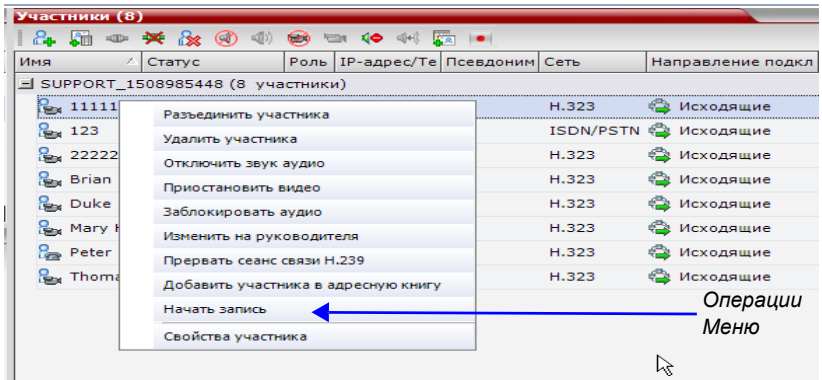 Участники (8)
Имя Статус Роль IP-адрес/Те Псевдоним Сеть Направление подкл
SUPPORT_1508985448 (8 участники)
11111 H.323 Исходящие
123 ISDN/PSTN Исходящие
22222 H.323 Исходящие
Brian H.323 Исходящие
Duke H.323 Исходящие
Mary H H.323 Исходящие
Peter H.323 Исходящие
Thoma H.323 Исходящие
Разъединить участника
Удалить участника
Отключить звук аудио
Приостановить видео
Заблокировать аудио
Изменить на руководителя
Прервать сеанс связи H.239
Добавить участника в адресную книгу
Начать запись
Свойства участника
Операции
Меню